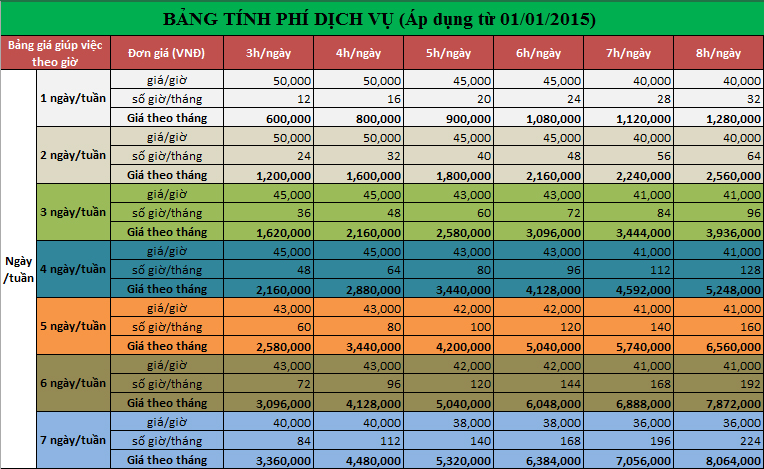 BẢNG TÍNH PHÍ DỊCH VỤ (Áp dụng từ 01/01/2015)
Bảng giá giúp việc theo giờ Đơn giá (VNĐ) 3h/ngày 4h/ngày 5h/ngày 6h/ngày 7h/ngày 8h/ngày
Ngày/tuần
1 ngày/tuần
giá/giờ 50,000 50,000 45,000 45,000 40,000 40,000
số giờ/tháng 12 16 20 24 28 32
Giá theo tháng 600,000 800,000 900,000 1,080,000 1,120,000 1,280,000
2 ngày/tuần
giá/giờ 50,000 50,000 45,000 45,000 40,000 40,000
số giờ/tháng 24 32 40 48 56 64
Giá theo tháng 1,200,000 1,600,000 1,800,000 2,160,000 2,240,000 2,560,000
3 ngày/tuần
giá/giờ 45,000 45,000 43,000 43,000 41,000 41,000
số giờ/tháng 36 48 60 72 84 96
Giá theo tháng 1,620,000 2,160,000 2,580,000 3,096,000 3,444,000 3,936,000
4 ngày/tuần
giá/giờ 45,000 45,000 43,000 43,000 41,000 41,000
số giờ/tháng 48 64 80 96 112 128
Giá theo tháng 2,160,000 2,880,000 3,440,000 4,128,000 4,592,000 5,248,000
5 ngày/tuần
giá/giờ 43,000 43,000 42,000 42,000 41,000 41,000
số giờ/tháng 60 80 100 120 140 160
Giá theo tháng 2,580,000 3,440,000 4,200,000 5,040,000 5,740,000 6,560,000
6 ngày/tuần
giá/giờ 43,000 43,000 42,000 42,000 41,000 41,000
số giờ/tháng 72 96 120 144 168 192
Giá theo tháng 3,096,000 4,128,000 5,040,000 6,048,000 6,888,000 7,872,000
7 ngày/tuần
giá/giờ 40,000 40,000 38,000 38,000 36,000 36,000
số giờ/tháng 84 112 140 168 196 224
Giá theo tháng 3,360,000 4,480,000 5,320,000 6,384,000 7,056,000 8,064,000